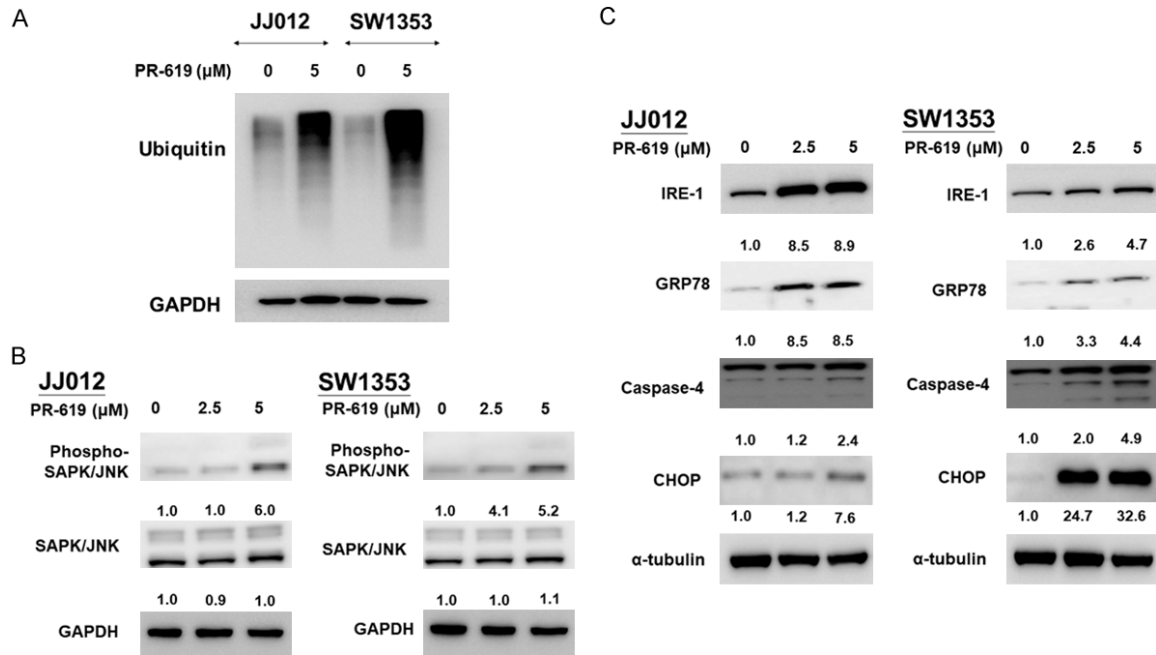 A
JJ012 SW1353
PR-619 (μM) 0 5 0 5
Ubiquitin
GAPDH
B
JJ012
PR-619 (μM) 0 2.5 5
Phospho-
SAPK/JNK
1.0 1.0 6.0
SAPK/JNK
1.0 0.9 1.0
GAPDH
SW1353
PR-619 (μM) 0 2.5 5
Phospho-
SAPK/JNK
1.0 4.1 5.2
SAPK/JNK
1.0 1.0 1.1
GAPDH
C
JJ012
PR-619 (μM) 0 2.5 5
IRE-1
1.0 8.5 8.9
GRP78
1.0 8.5 8.5
Caspase-4
1.0 1.2 2.4
CHOP
1.0 1.2 7.6
α-tubulin
SW1353
PR-619 (μM) 0 2.5 5
IRE-1
1.0 2.6 4.7
GRP78
1.0 3.3 4.4
Caspase-4
1.0 2.0 4.9
CHOP
1.0 24.7 32.6
α-tubulin